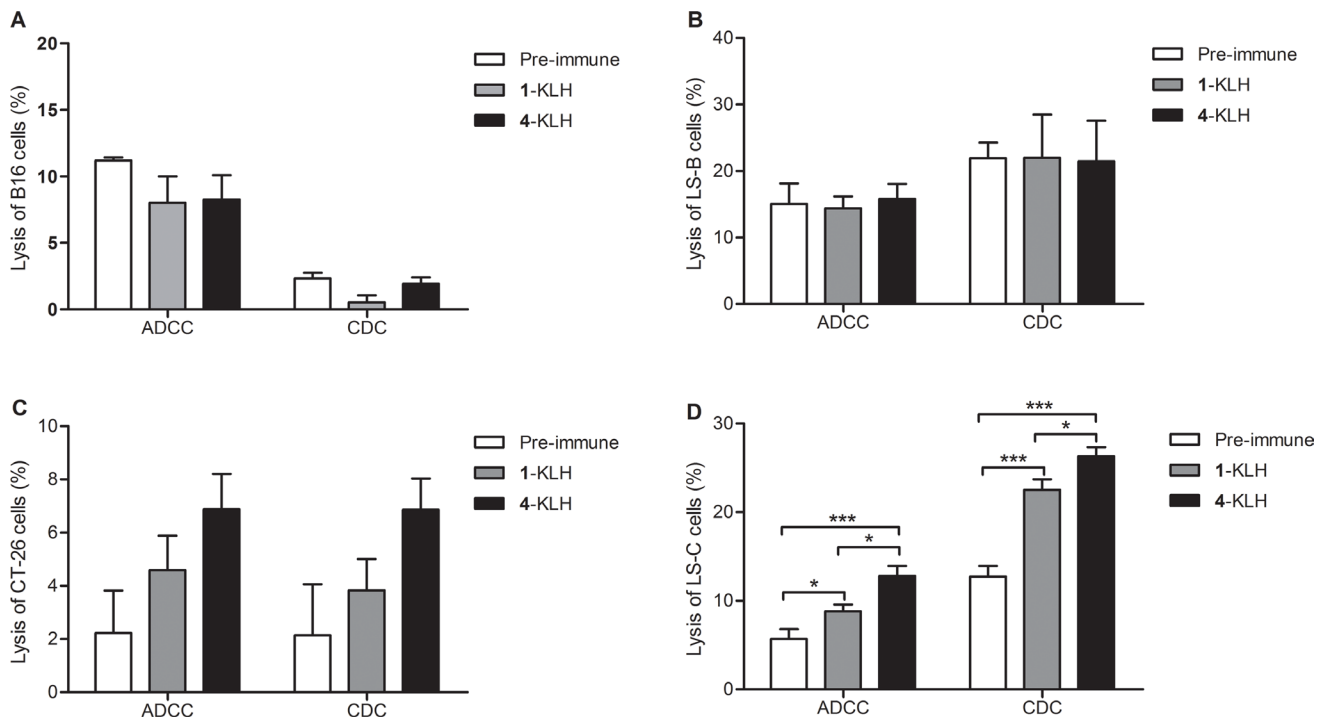 A
Lysis of B16 cells (%)
20
15
10
5
0
ADCC
CDC
Pre-immune
1-KLH
4-KLH
B
Lysis of LS-B cells (%)
40
30
20
10
0
ADCC
CDC
Pre-immune
1-KLH
4-KLH
C
Lysis of CT-26 cells (%)
10
8
6
4
2
0
ADCC
CDC
Pre-immune
1-KLH
4-KLH
D
Lysis of LS-C cells (%)
30
20
10
0
***
*
*
***
*
***
ADCC
CDC
Pre-immune
1-KLH
4-KLH